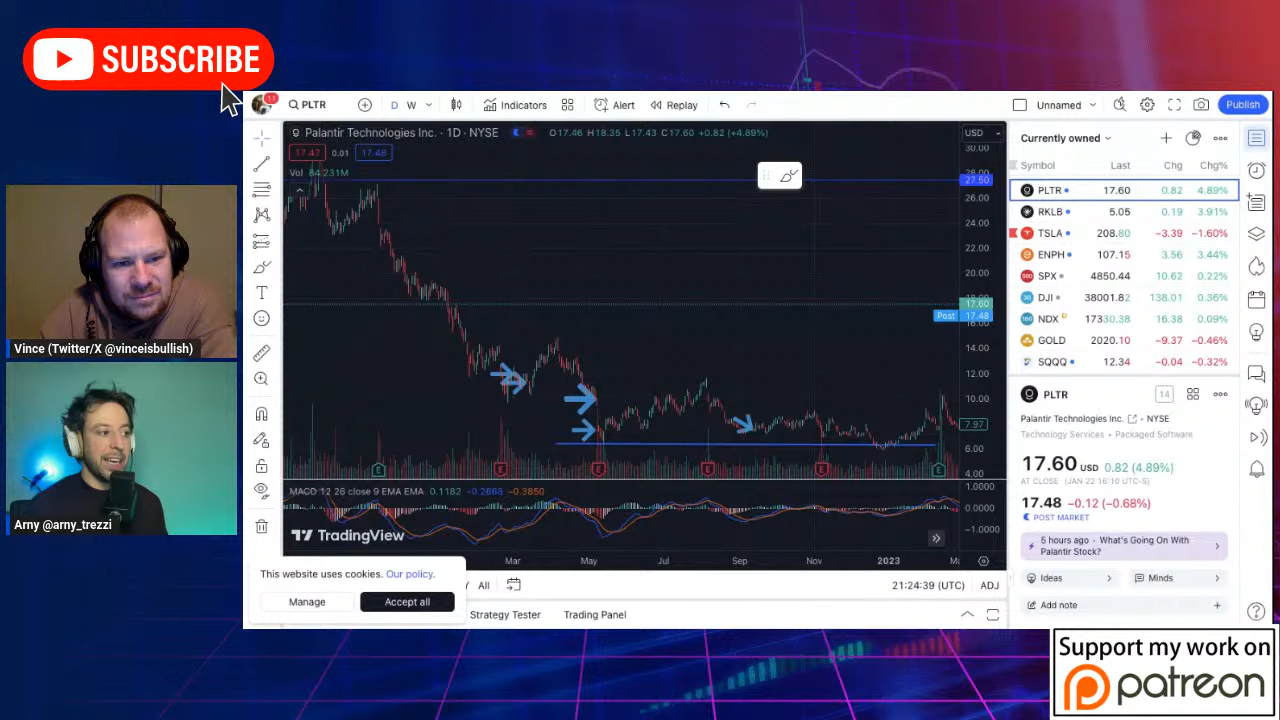 SUBSCRIBE
11
PLTR
D
W
Indicators
Alert
Replay
Unnamed
Publish
Palantir Technologies Inc. · 1D · NYSE
O17.46 H18.35 L17.43 C17.60 +0.82 (+4.89%)
USD
17.47
0.01
17.48
Vol 84.231M
30.00
28.00
27.50
26.00
24.00
22.00
20.00
18.00
17.60
Post 17.48
16.00
14.00
12.00
10.00
7.97
6.00
4.00
E
E
E
E
E
E
MACD 12 26 close 9 EMA EMA 0.1182 −0.2668 −0.3850
1.0000
0.0000
−1.0000
TradingView
Mar
May
Jul
Sep
Nov
2023
This website uses cookies. Our policy.
Manage
Accept all
All
21:24:39 (UTC)
ADJ
Strategy Tester
Trading Panel
Currently owned
Symbol Last Chg Chg%
PLTR 17.60 0.82 4.89%
RKLB 5.05 0.19 3.91%
TSLA 208.80 −3.39 −1.60%
ENPH 107.15 3.56 3.44%
SPX 4850.44 10.62 0.22%
DJI 38001.82 138.01 0.36%
NDX D 17330.38 16.38 0.09%
GOLD 2020.10 −9.37 −0.46%
SQQQ 12.34 −0.04 −0.32%
PLTR
14
Palantir Technologies Inc. · NYSE
Technology Services · Packaged Software
17.60 USD 0.82 (4.89%)
AT CLOSE (JAN 22 16:10 UTC-5)
17.48 −0.12 (−0.68%)
POST MARKET
5 hours ago · What's Going On With
Palantir Stock?
Ideas
Minds
Add note
Vince (Twitter/X @vinceisbullish)
Arny @arny_trezzi
Support my work on
patreon